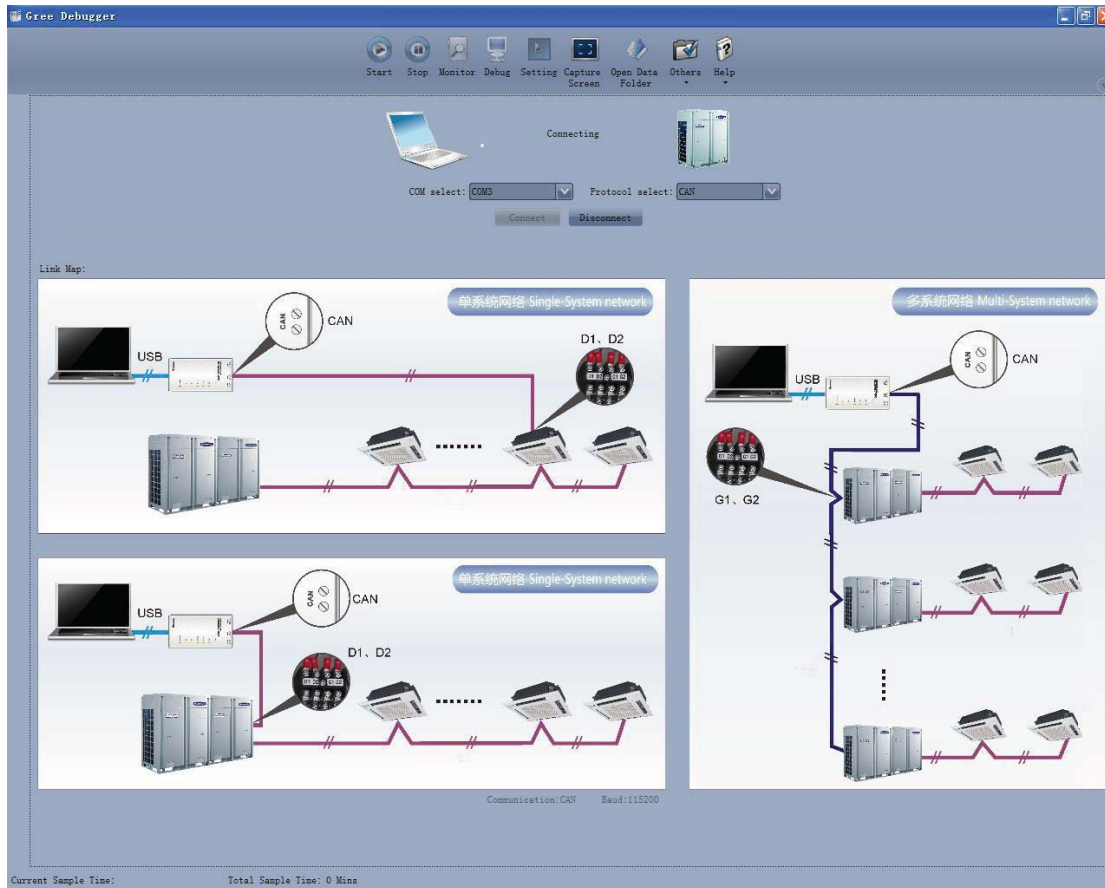 Gree Debugger
Start Stop Monitor Debug Setting Capture Screen Open Data Folder Others Help
Connecting
COM select: COM3 Protocol select: CAN
Connect Disconnect
Link Map:
单系统网络 Single-System network
CAN
CAN
USB
D1、D2
单系统网络 Single-System network
CAN
CAN
USB
D1、D2
多系统网络 Multi-System network
CAN
CAN
USB
G1、G2
Communication:CAN Baud:115200
Current Sample Time: Total Sample Time: 0 Mins